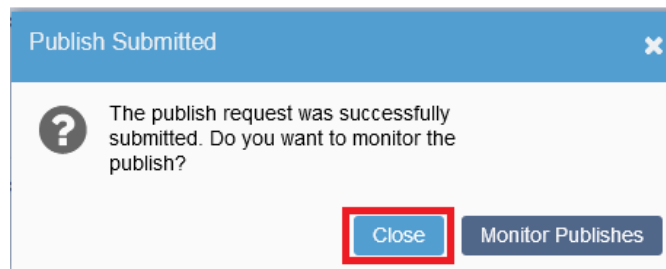 Publish Submitted
The publish request was successfully
submitted. Do you want to monitor the
publish?
Close Monitor Publishes